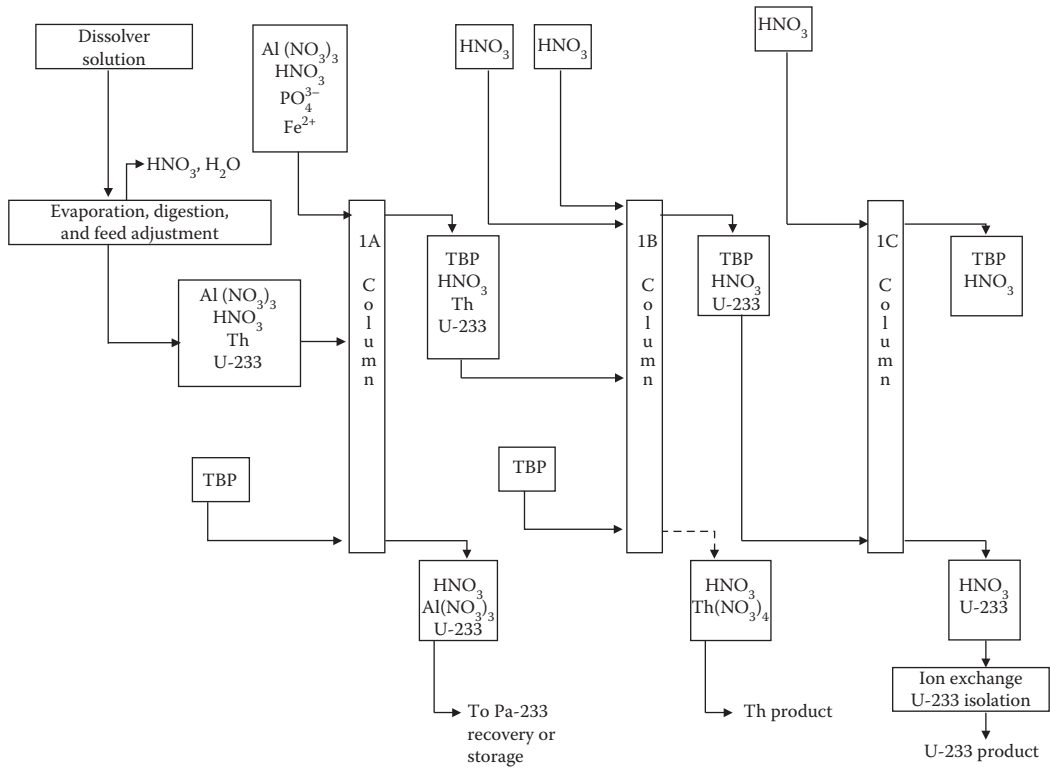 Dissolver
solution
Al (NO₃)₃
HNO₃
PO₄³⁻
Fe²⁺
HNO₃
HNO₃
HNO₃
HNO₃, H₂O
Evaporation, digestion,
and feed adjustment
Al (NO₃)₃
HNO₃
Th
U-233
1A
C
o
l
u
m
n
TBP
HNO₃
Th
U-233
1B
C
o
l
u
m
n
TBP
HNO₃
U-233
1C
C
o
l
u
m
n
TBP
HNO₃
TBP
TBP
HNO₃
Al(NO₃)₃
U-233
HNO₃
Th(NO₃)₄
HNO₃
U-233
To Pa-233
recovery or
storage
Th product
Ion exchange
U-233 isolation
U-233 product